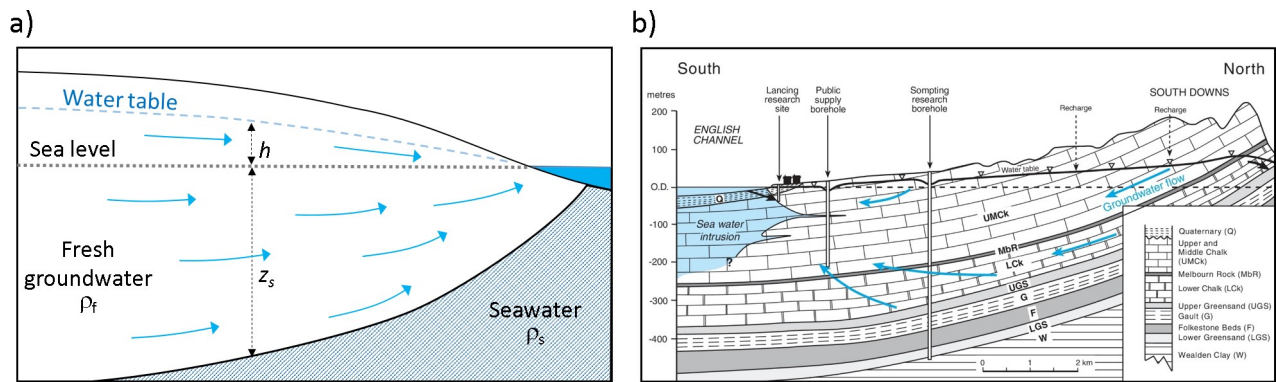 a)
Water table
h
Sea level
Fresh
groundwater
ρf
zs
Seawater
ρs
b)
South
North
metres
200
100
O.D.
-100
-200
-300
-400
ENGLISH
CHANNEL
Lancing
research
site
Public
supply
borehole
Sompting
research
borehole
Recharge
SOUTH DOWNS
Recharge
Water table
Groundwater flow
Q
Sea water
intrusion
?
UMCk
MbR
LCk
UGS
G
F
LGS
W
0
1
2 km
Quaternary (Q)
Upper and
Middle Chalk
(UMCk)
Melbourn Rock (MbR)
Lower Chalk (LCk)
Upper Greensand (UGS)
Gault (G)
Folkestone Beds (F)
Lower Greensand (LGS)
Wealden Clay (W)